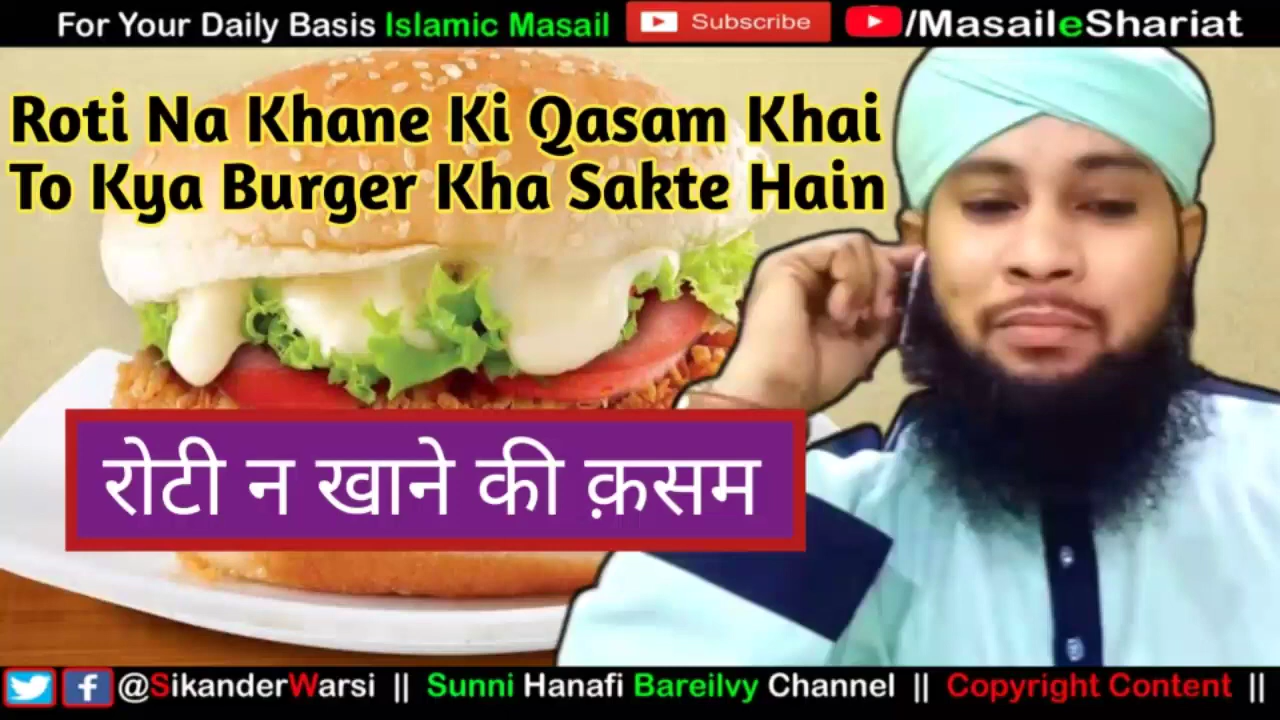 For Your Daily Basis Islamic Masail Subscribe /MasaileShariat
Roti Na Khane Ki Qasam Khai
To Kya Burger Kha Sakte Hain
रोटी न खाने की क़सम
@SikanderWarsi || Sunni Hanafi Bareilvy Channel || Copyright Content ||